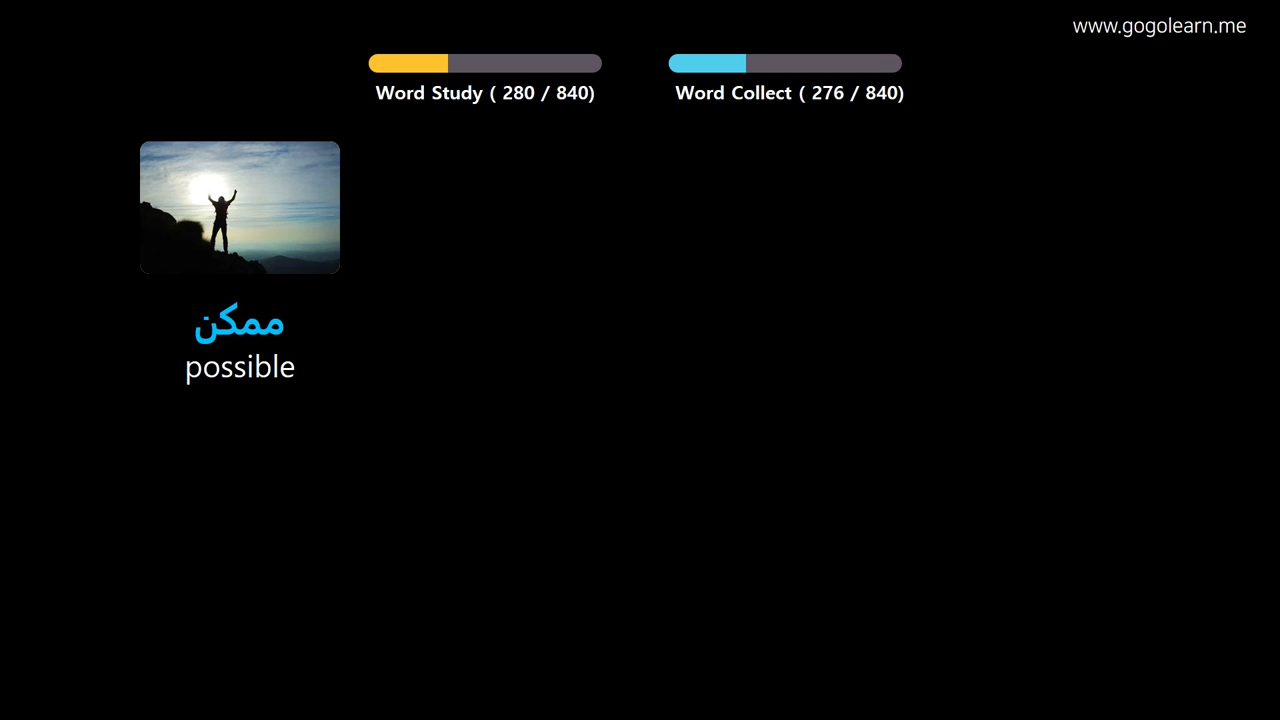 www.gogolearn.me
Word Study ( 280 / 840)
Word Collect ( 276 / 840)
ممکن
possible